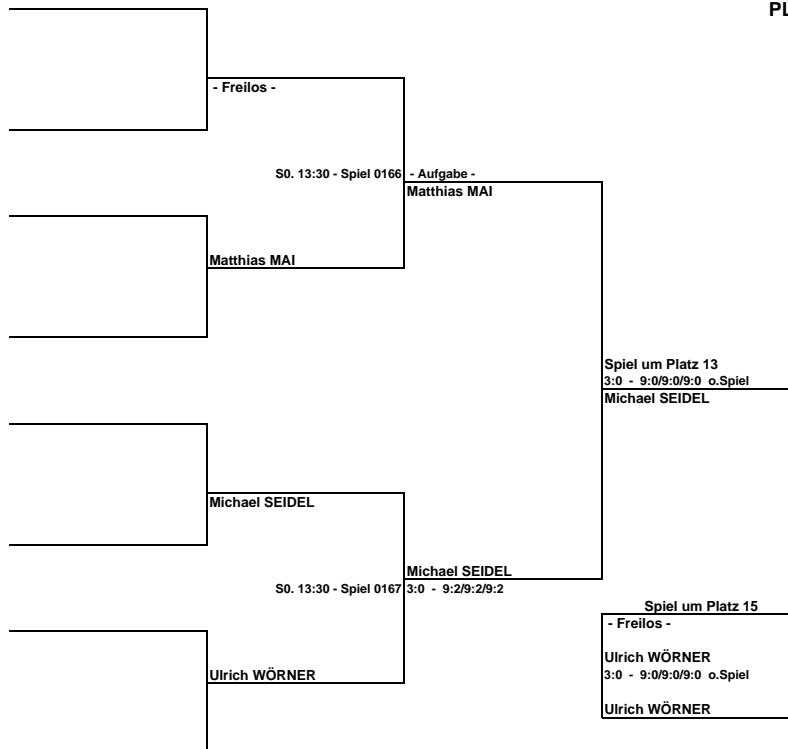 PL
- Freilos -
S0. 13:30 - Spiel 0166 - Aufgabe -
Matthias MAI
Matthias MAI
Spiel um Platz 13
3:0 - 9:0/9:0/9:0 o.Spiel
Michael SEIDEL
Michael SEIDEL
Michael SEIDEL
S0. 13:30 - Spiel 0167 3:0 - 9:2/9:2/9:2
Spiel um Platz 15
- Freilos -
Ulrich WÖRNER
Ulrich WÖRNER
3:0 - 9:0/9:0/9:0 o.Spiel
Ulrich WÖRNER